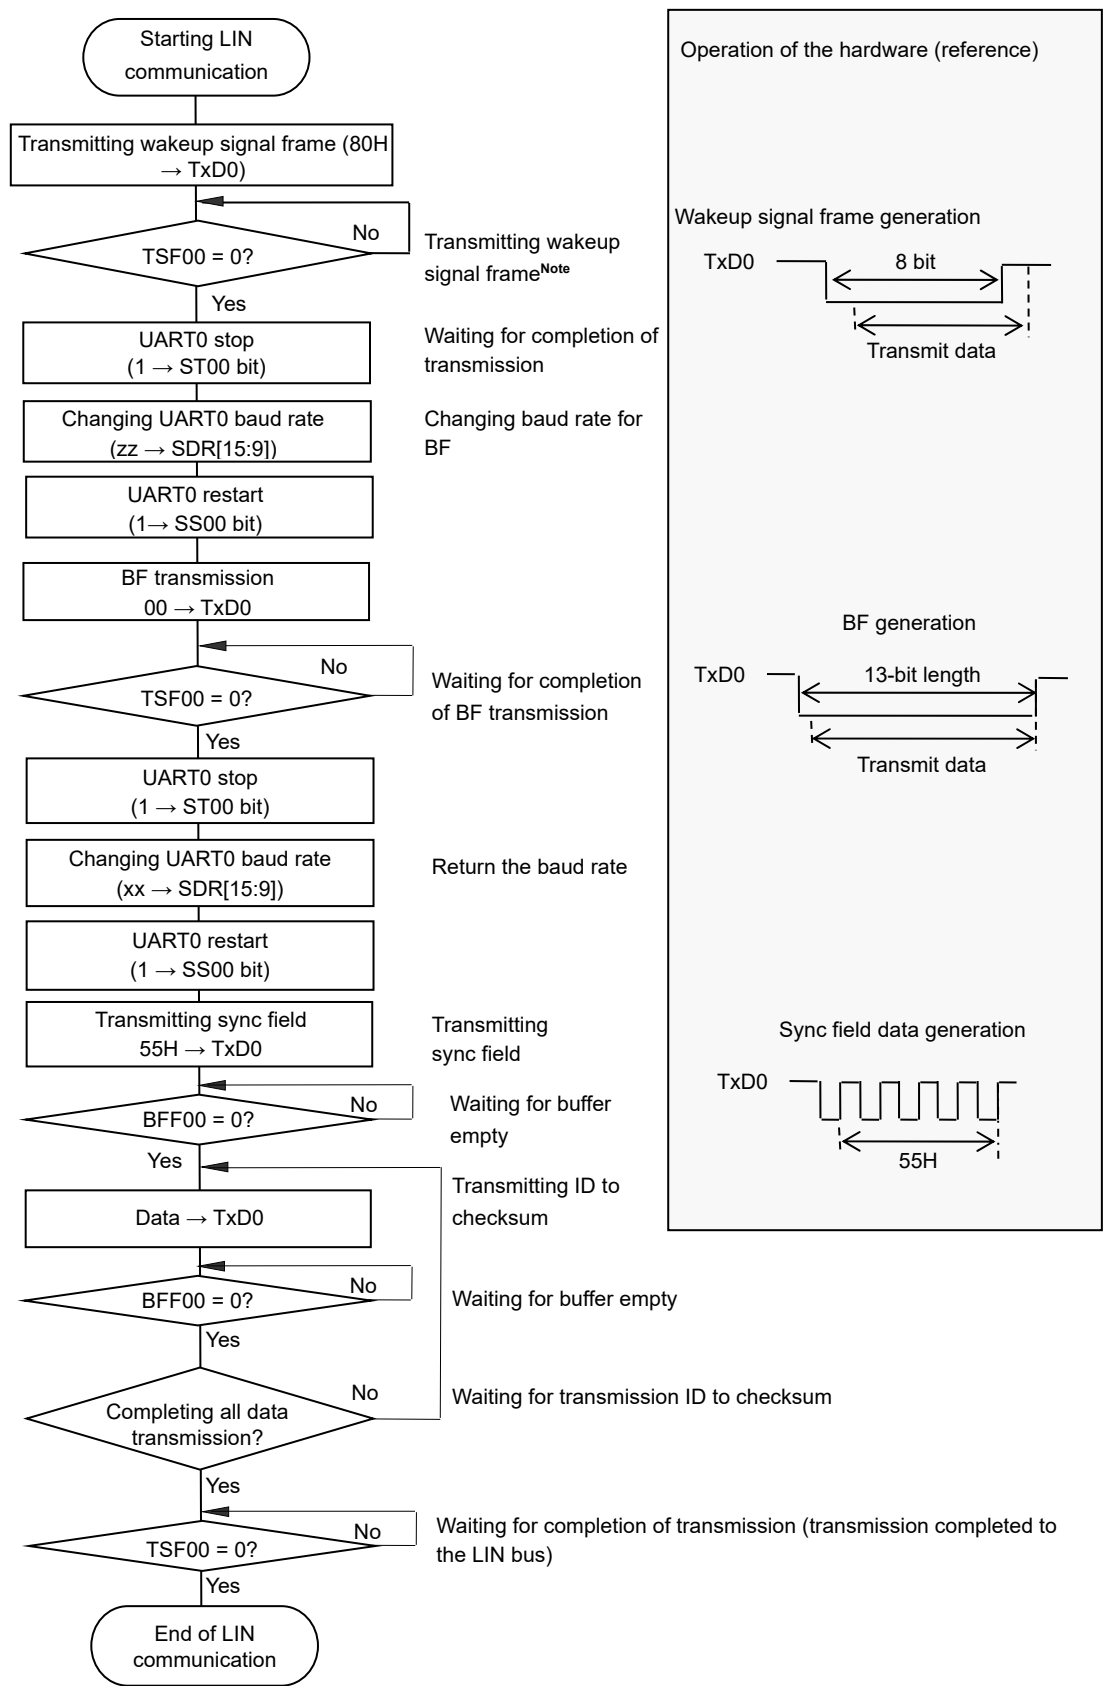 Starting LIN
communication
Transmitting wakeup signal frame (80H
→ TxD0)
No
TSF00 = 0?
Transmitting wakeup
signal frameNote
Yes
UART0 stop
(1 → ST00 bit)
Waiting for completion of
transmission
Changing UART0 baud rate
(zz → SDR[15:9])
Changing baud rate for
BF
UART0 restart
(1→ SS00 bit)
BF transmission
00 → TxD0
No
TSF00 = 0?
Waiting for completion
of BF transmission
Yes
UART0 stop
(1 → ST00 bit)
Changing UART0 baud rate
(xx → SDR[15:9])
Return the baud rate
UART0 restart
(1 → SS00 bit)
Transmitting sync field
55H → TxD0
Transmitting
sync field
No
BFF00 = 0?
Waiting for buffer
empty
Yes
Transmitting ID to
checksum
Data → TxD0
No
BFF00 = 0?
Waiting for buffer empty
Yes
No
Completing all data
transmission?
Waiting for transmission ID to checksum
Yes
No
TSF00 = 0?
Waiting for completion of transmission (transmission completed to
the LIN bus)
Yes
End of LIN
communication
Operation of the hardware (reference)
Wakeup signal frame generation
TxD0
8 bit
Transmit data
BF generation
TxD0
13-bit length
Transmit data
Sync field data generation
TxD0
55H